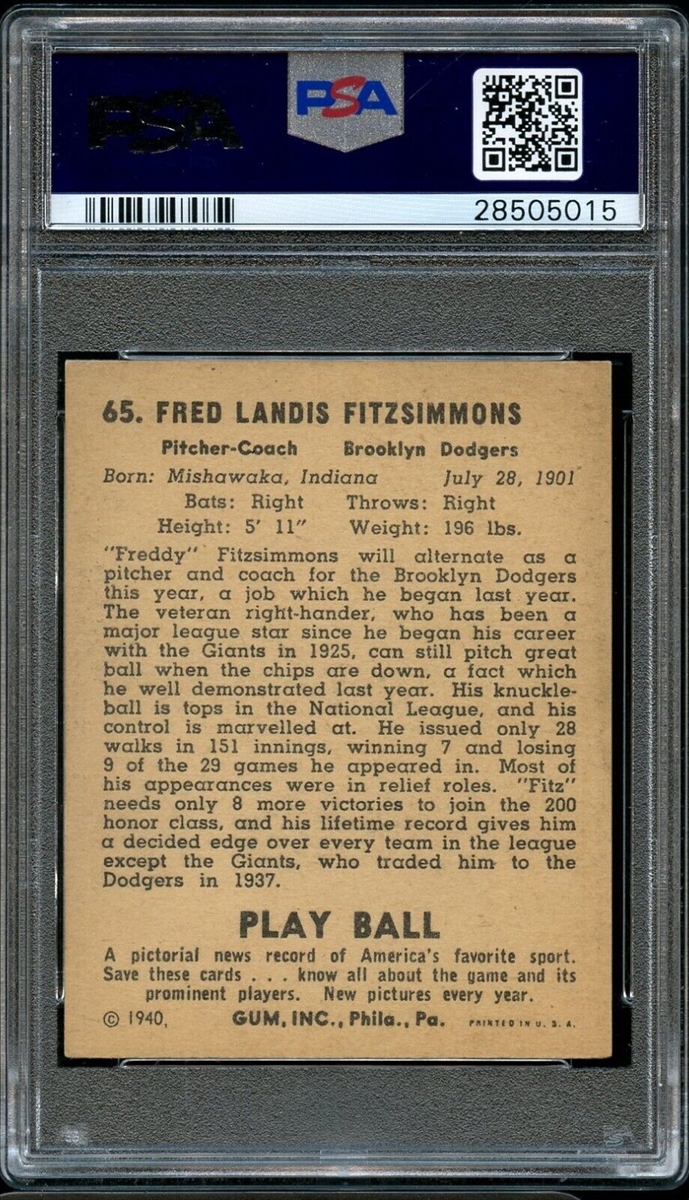 PSA
PSA
28505015
65. FRED LANDIS FITZSIMMONS
Pitcher-Coach Brooklyn Dodgers
Born: Mishawaka, Indiana July 28, 1901
Bats: Right Throws: Right
Height: 5' 11" Weight: 196 lbs.
"Freddy" Fitzsimmons will alternate as a
pitcher and coach for the Brooklyn Dodgers
this year, a job which he began last year.
The veteran right-hander, who has been a
major league star since he began his career
with the Giants in 1925, can still pitch great
ball when the chips are down, a fact which
he well demonstrated last year. His knuckle-
ball is tops in the National League, and his
control is marvelled at. He issued only 28
walks in 151 innings, winning 7 and losing
9 of the 29 games he appeared in. Most of
his appearances were in relief roles. "Fitz"
needs only 8 more victories to join the 200
honor class, and his lifetime record gives him
a decided edge over every team in the league
except the Giants, who traded him to the
Dodgers in 1937.
PLAY BALL
A pictorial news record of America's favorite sport.
Save these cards . . . know all about the game and its
prominent players. New pictures every year.
© 1940, GUM, INC., Phila., Pa. PRINTED IN U. S. A.
PSA